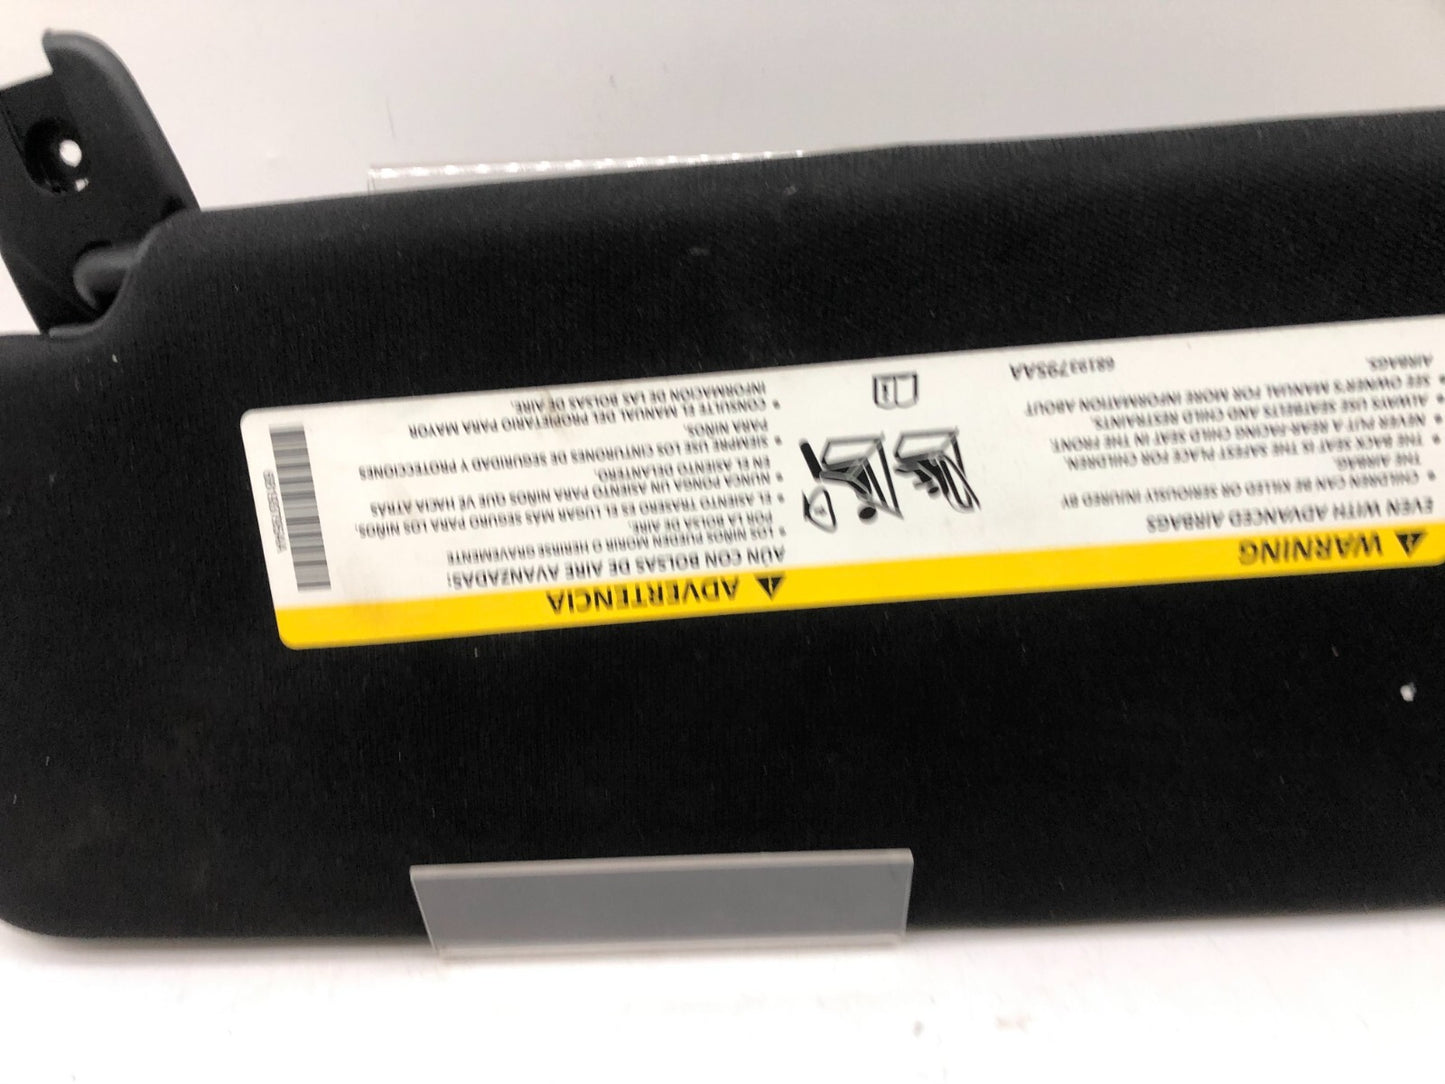 ⚠ WARNING
EVEN WITH ADVANCED AIRBAGS
• CHILDREN CAN BE KILLED OR SERIOUSLY INJURED BY
THE AIRBAG.
• THE BACK SEAT IS THE SAFEST PLACE FOR CHILDREN.
• NEVER PUT A REAR-FACING CHILD SEAT IN THE FRONT.
• ALWAYS USE SEATBELTS AND CHILD RESTRAINTS.
• SEE OWNER'S MANUAL FOR MORE INFORMATION ABOUT
AIRBAGS.
68193795AA
⚠ ADVERTENCIA
AÚN CON BOLSAS DE AIRE AVANZADAS:
• LOS NIÑOS PUEDEN MORIR O HERIRSE GRAVEMENTE
POR LA BOLSA DE AIRE.
• EL ASIENTO TRASERO ES EL LUGAR MÁS SEGURO PARA LOS NIÑOS.
• NUNCA PONGA UN ASIENTO PARA NIÑOS QUE VE HACIA ATRÁS
EN EL ASIENTO DELANTERO.
• SIEMPRE USE LOS CINTURONES DE SEGURIDAD Y PROTECCIONES
PARA NIÑOS.
• CONSULTE EL MANUAL DEL PROPIETARIO PARA MAYOR
INFORMACIÓN DE LAS BOLSAS DE AIRE.